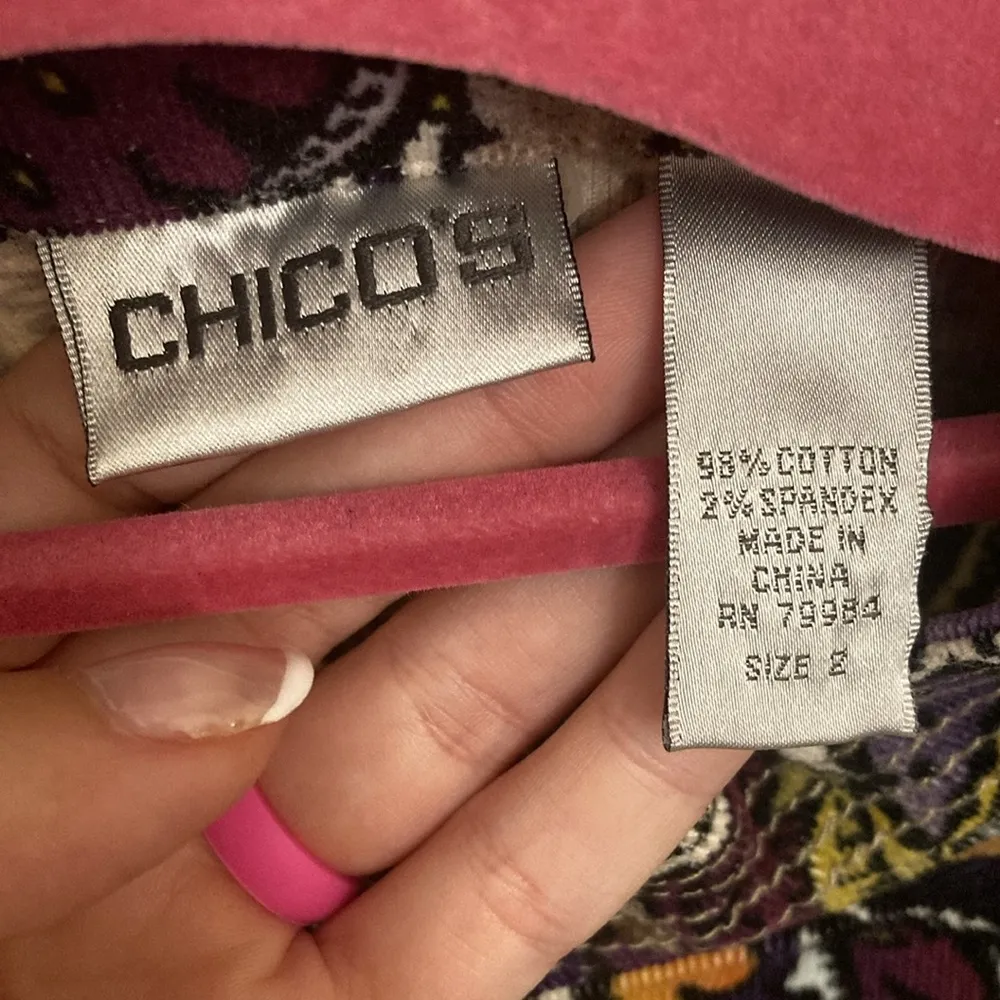 CHICO'S
98% COTTON
2% SPANDEX
MADE IN
CHINA
RN 79984
SIZE 2